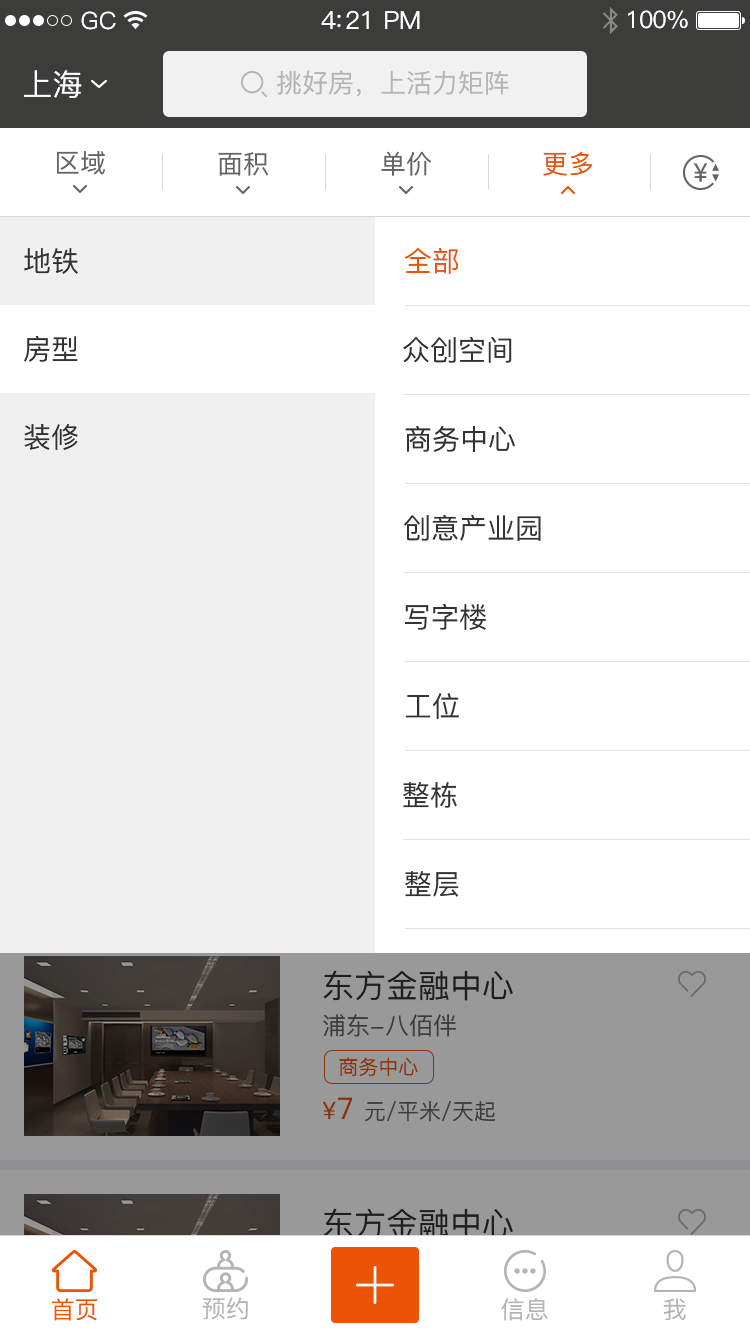 GC 4:21 PM 100%
上海 挑好房，上活力矩阵
区域 面积 单价 更多 ¥
地铁 全部
房型 众创空间
装修 商务中心
创意产业园
写字楼
工位
整栋
整层
东方金融中心
浦东-八佰伴
商务中心
¥7 元/平米/天起
东方金融中心
首页 预约 信息 我